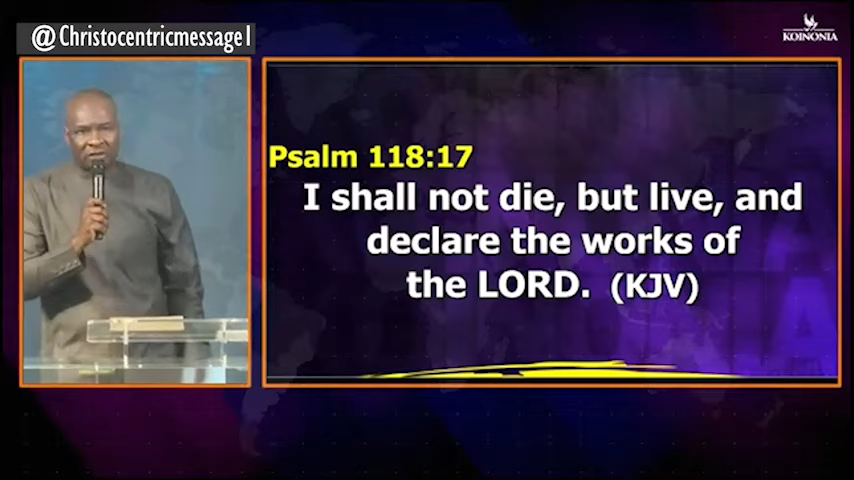 @Christocentricmessage1
KOINONIA
Psalm 118:17
I shall not die, but live, and
declare the works of
the LORD. (KJV)